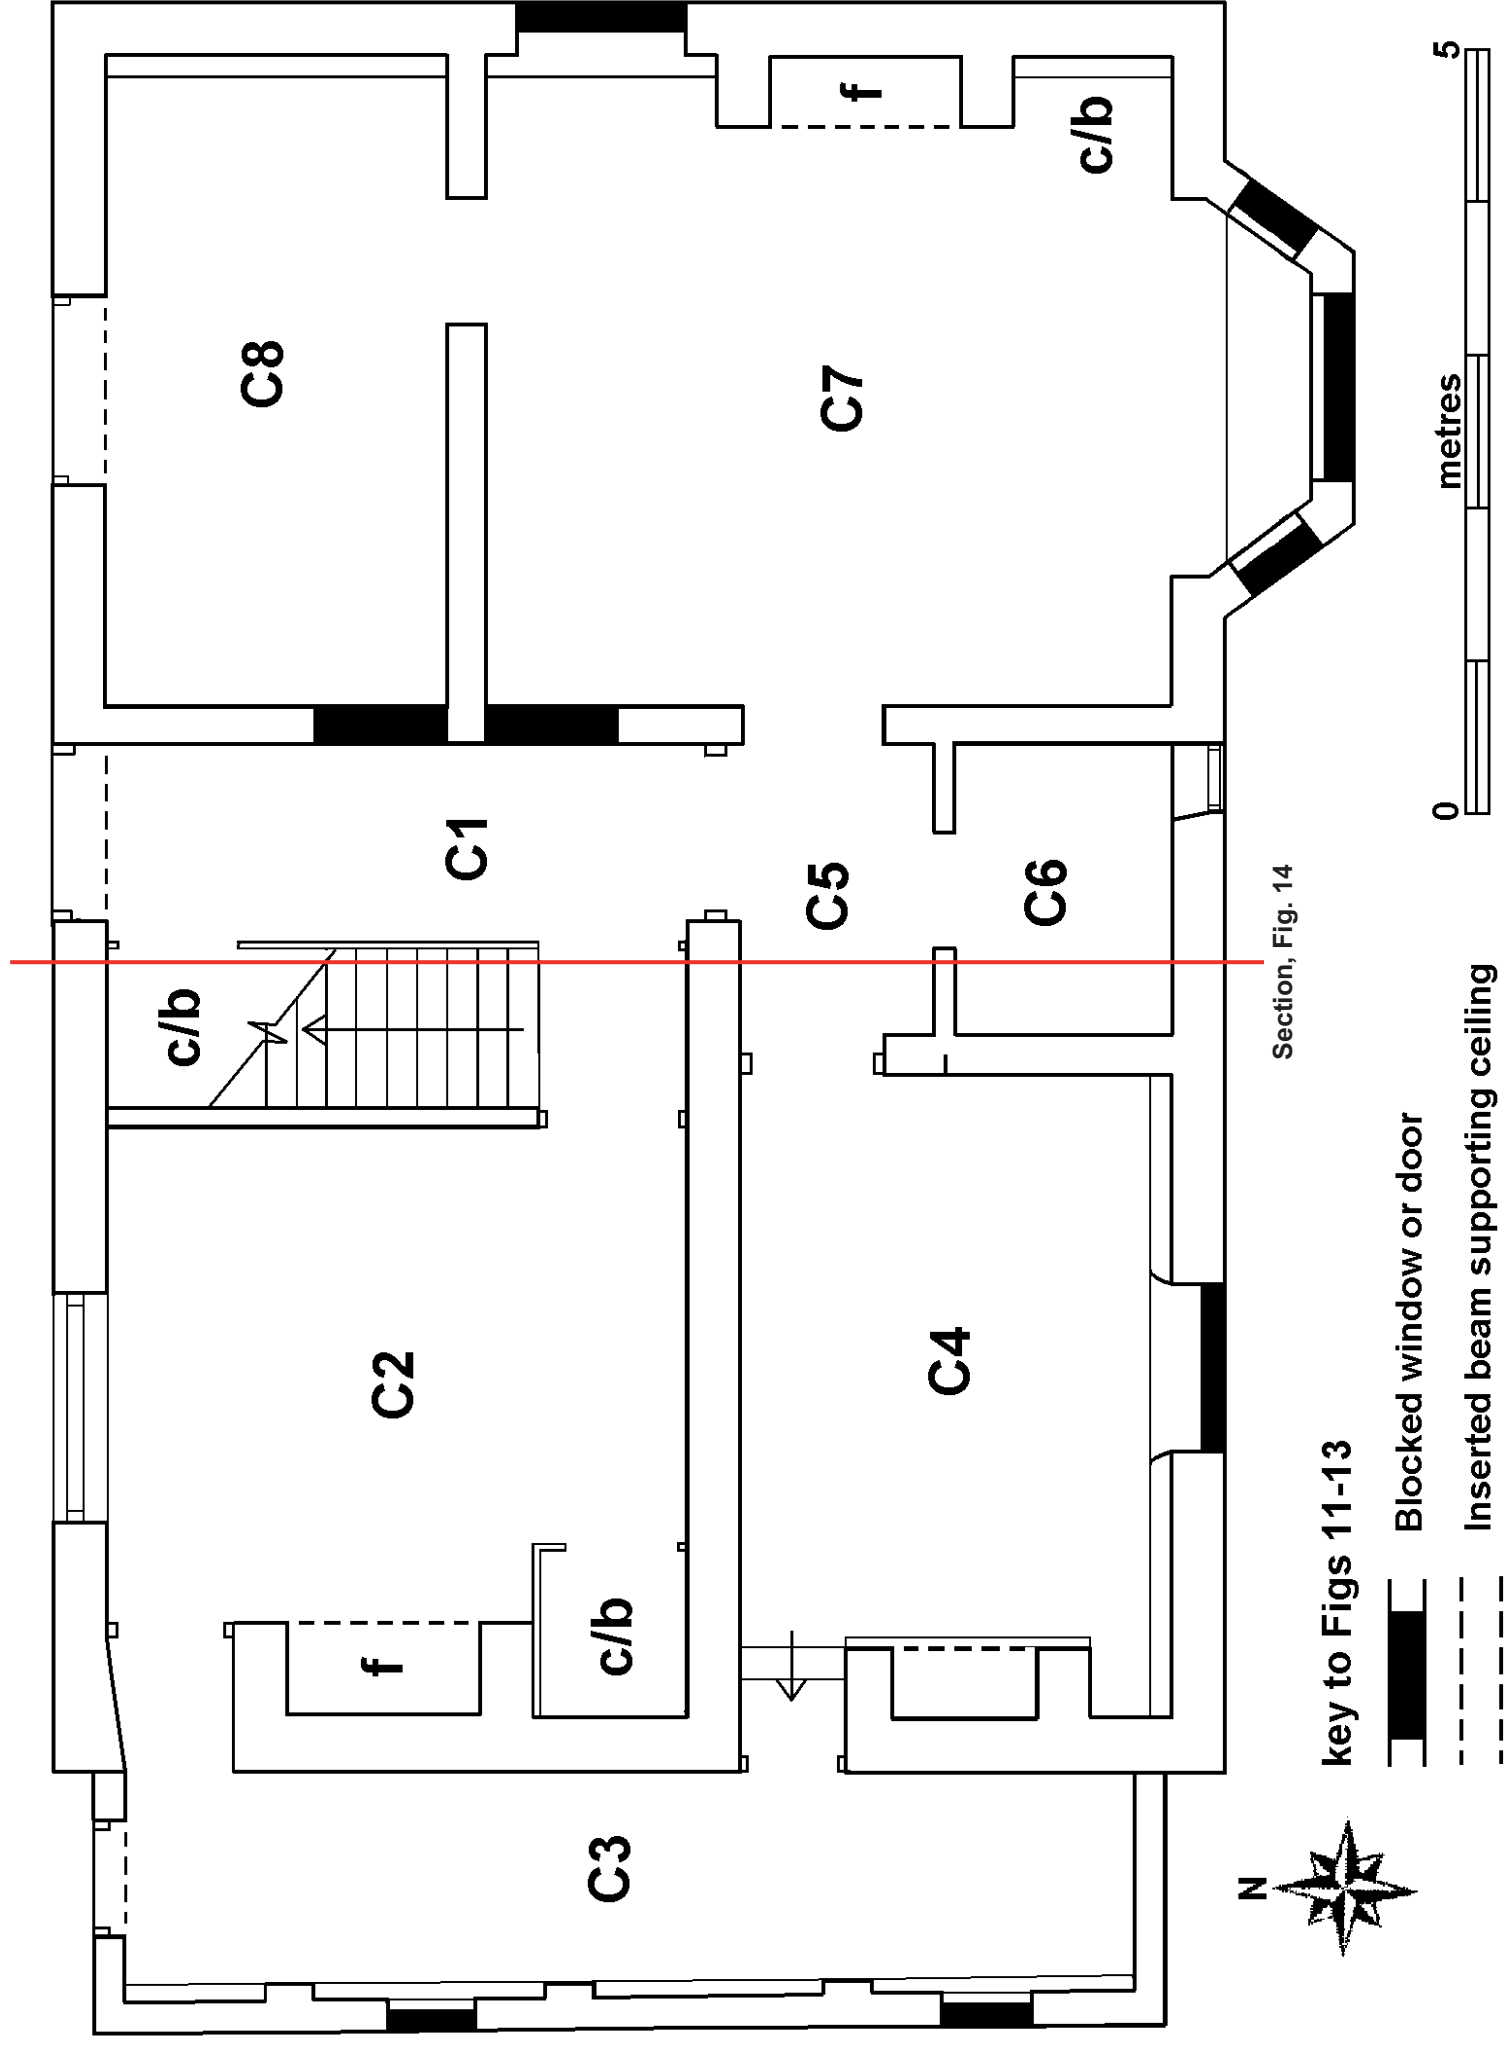 C8
f
c/b
C7
5
metres
0
C1
C5
C6
c/b
Section, Fig. 14
C2
C4
f
c/b
C3
N
key to Figs 11-13
Blocked window or door
Inserted beam supporting ceiling